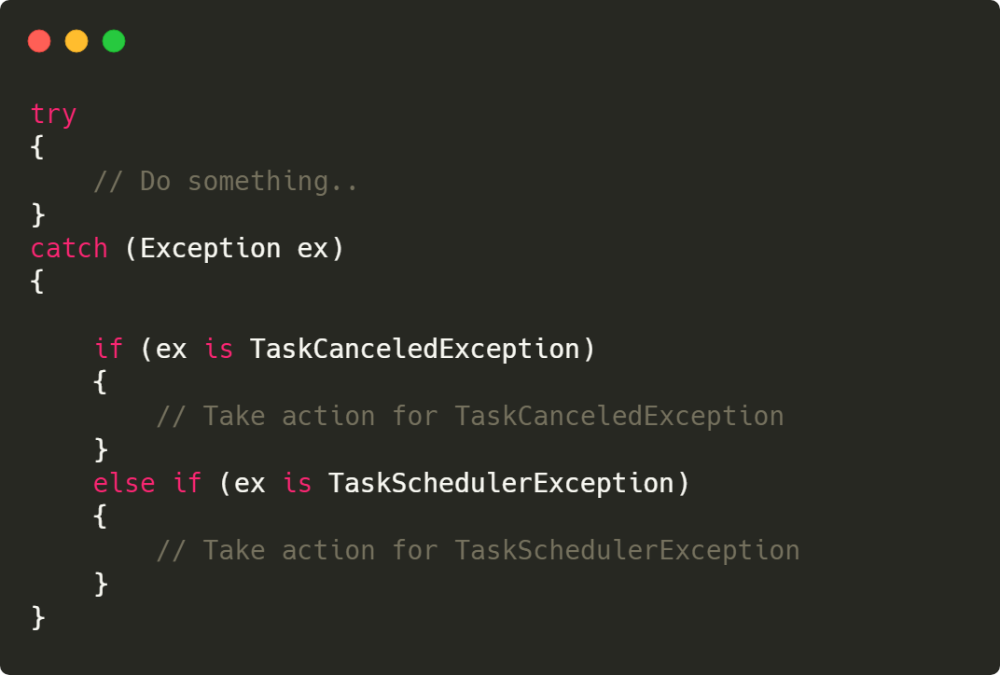 try
{
    // Do something..
}
catch (Exception ex)
{

    if (ex is TaskCanceledException)
    {
        // Take action for TaskCanceledException
    }
    else if (ex is TaskSchedulerException)
    {
        // Take action for TaskSchedulerException
    }
}